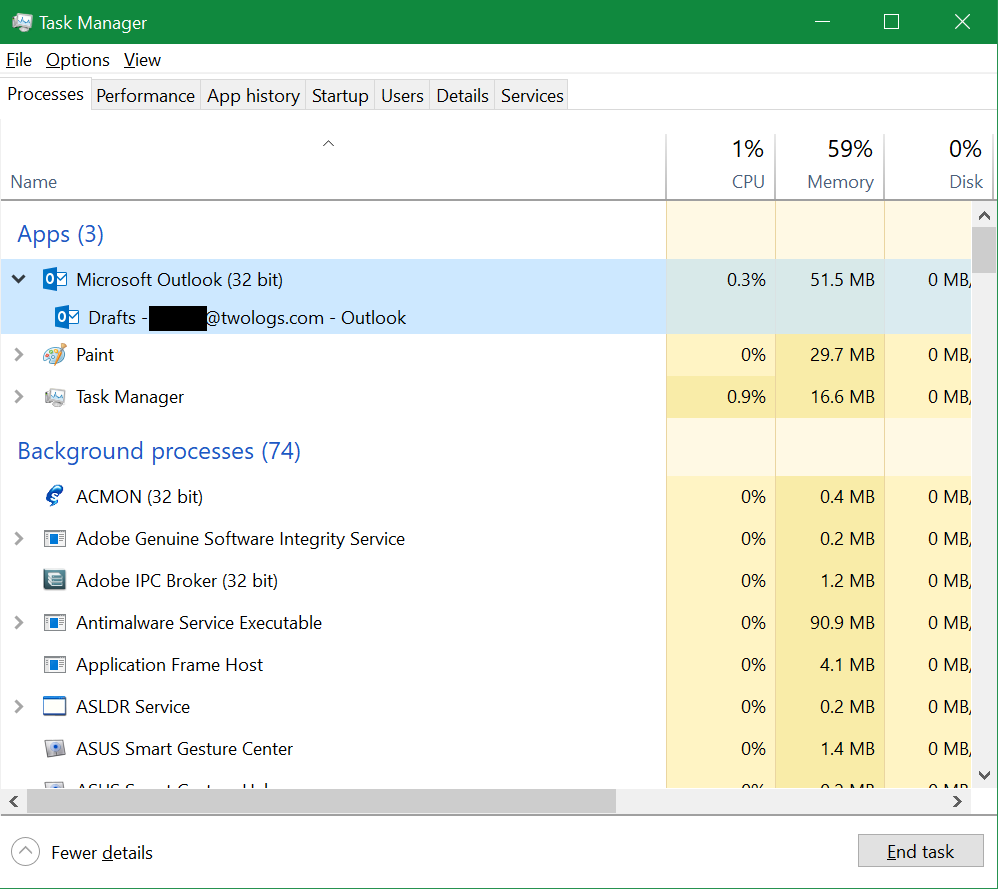 Task Manager
File Options View
Processes Performance App history Startup Users Details Services
1% 59% 0%
Name CPU Memory Disk
Apps (3)
Microsoft Outlook (32 bit) 0.3% 51.5 MB 0 MB/
Drafts - @twologs.com - Outlook
Paint 0% 29.7 MB 0 MB/
Task Manager 0.9% 16.6 MB 0 MB/
Background processes (74)
ACMON (32 bit) 0% 0.4 MB 0 MB/
Adobe Genuine Software Integrity Service 0% 0.2 MB 0 MB/
Adobe IPC Broker (32 bit) 0% 1.2 MB 0 MB/
Antimalware Service Executable 0% 90.9 MB 0 MB/
Application Frame Host 0% 4.1 MB 0 MB/
ASLDR Service 0% 0.2 MB 0 MB/
ASUS Smart Gesture Center 0% 1.4 MB 0 MB/
ASUS Smart Gesture
Fewer details End task